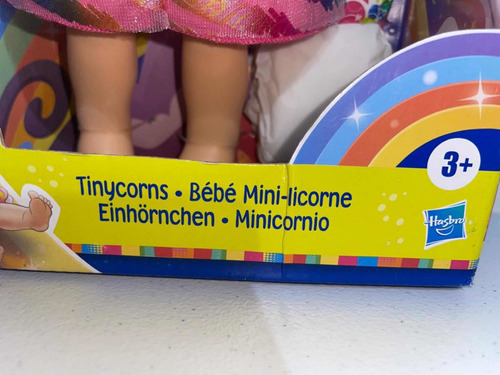 Tinycorns • Bébé Mini-licorne
Einhörnchen • Minicornio
3+
Hasbro